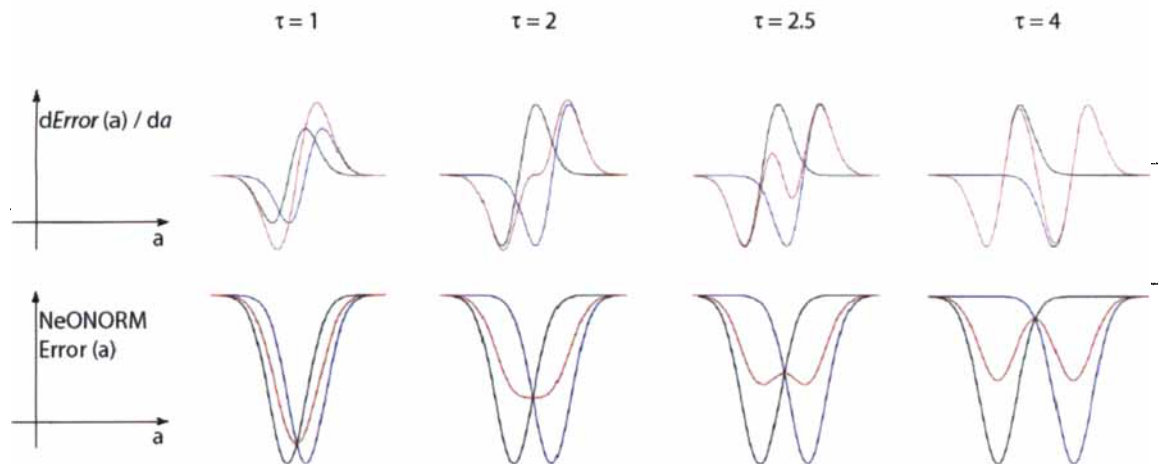 τ = 1
τ = 2
τ = 2.5
τ = 4
dError (a) / da
a
NeONORM
Error (a)
a